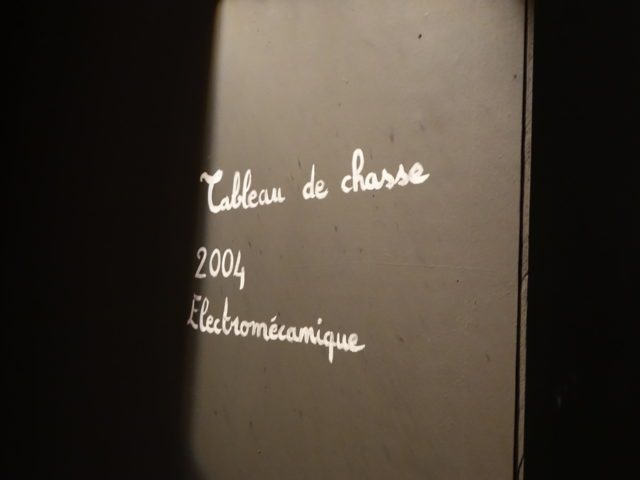 Tableau de chasse
2004
Electromécanique